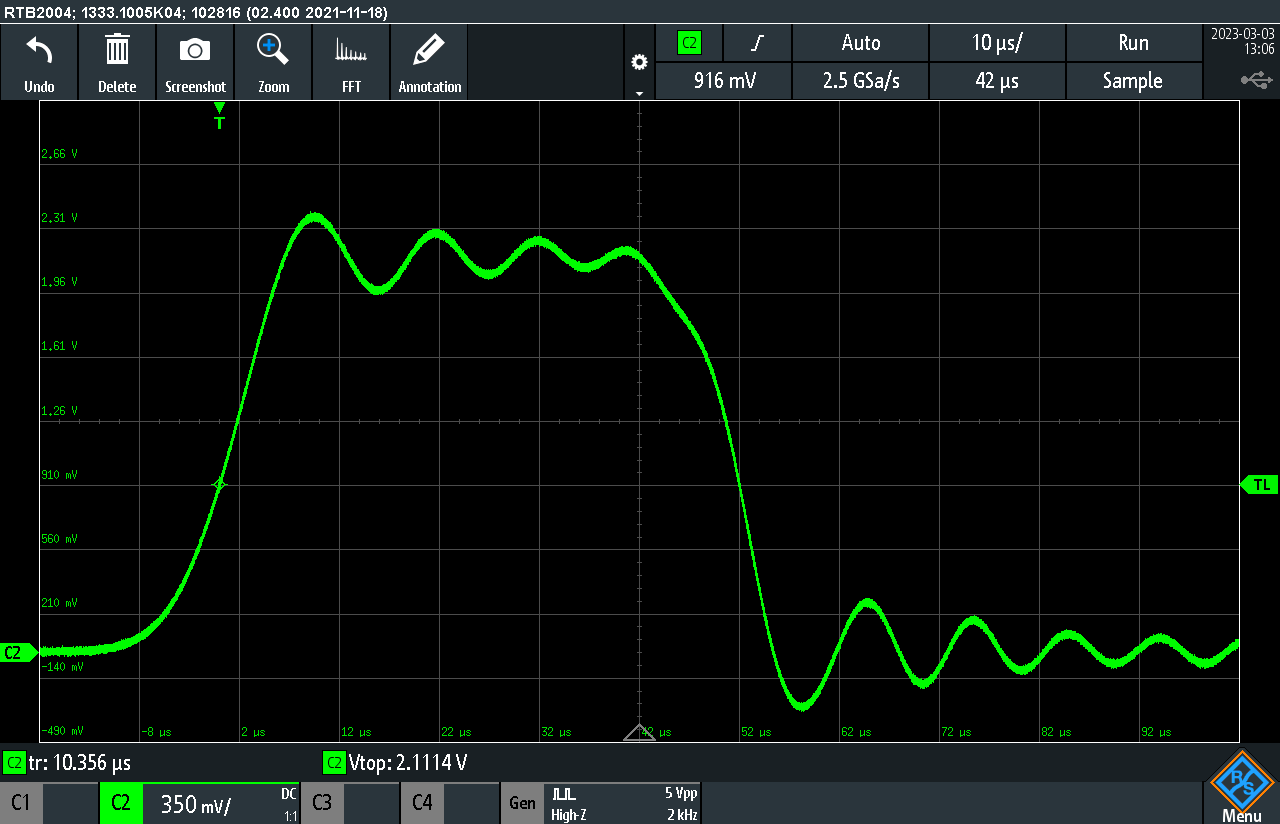 RTB2004; 1333.1005K04; 102816 (02.400 2021-11-18)
Undo
Delete
Screenshot
Zoom
FFT
Annotation
C2
Auto
10 µs/
Run
916 mV
2.5 GSa/s
42 µs
Sample
2023-03-03
13:06
T
2.66 V
2.31 V
1.96 V
1.61 V
1.26 V
910 mV
560 mV
210 mV
-140 mV
-490 mV
TL
C2
-8 µs
2 µs
12 µs
22 µs
32 µs
42 µs
52 µs
62 µs
72 µs
82 µs
92 µs
C2 tr: 10.356 µs
C2 Vtop: 2.1114 V
C1
C2
350 mV/
DC
1:1
C3
C4
Gen
5 Vpp
High-Z
2 kHz
R
&
S
Menu